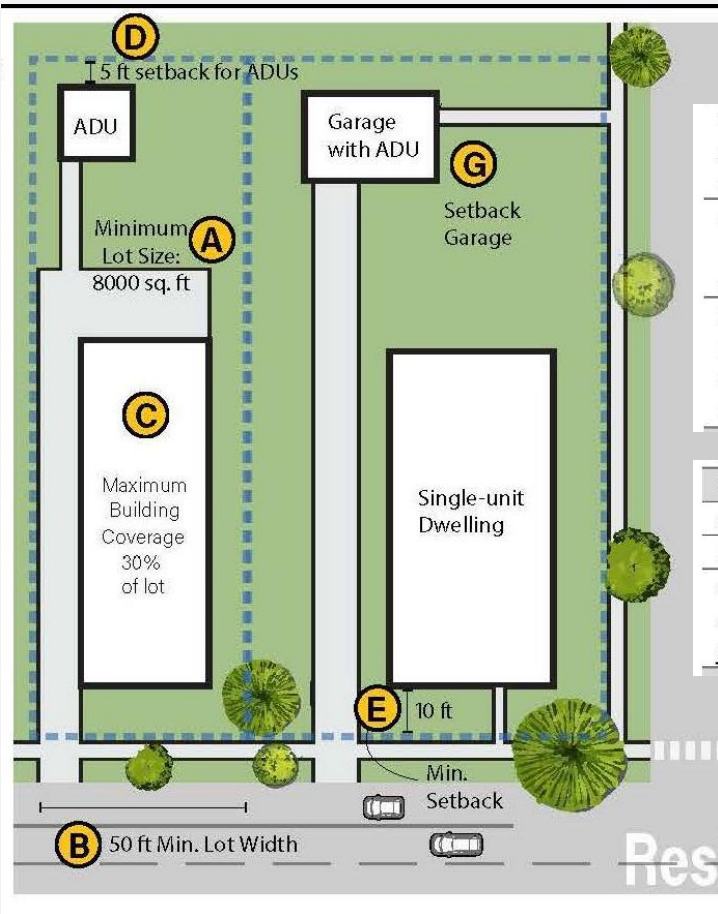 D
5 ft setback for ADUs
ADU
Garage
with ADU
G
Setback
Garage
A
Minimum
Lot Size:
8000 sq. ft
C
Maximum
Building
Coverage
30%
of lot
Single-unit
Dwelling
E
10 ft
Min.
Setback
B
50 ft Min. Lot Width
Res